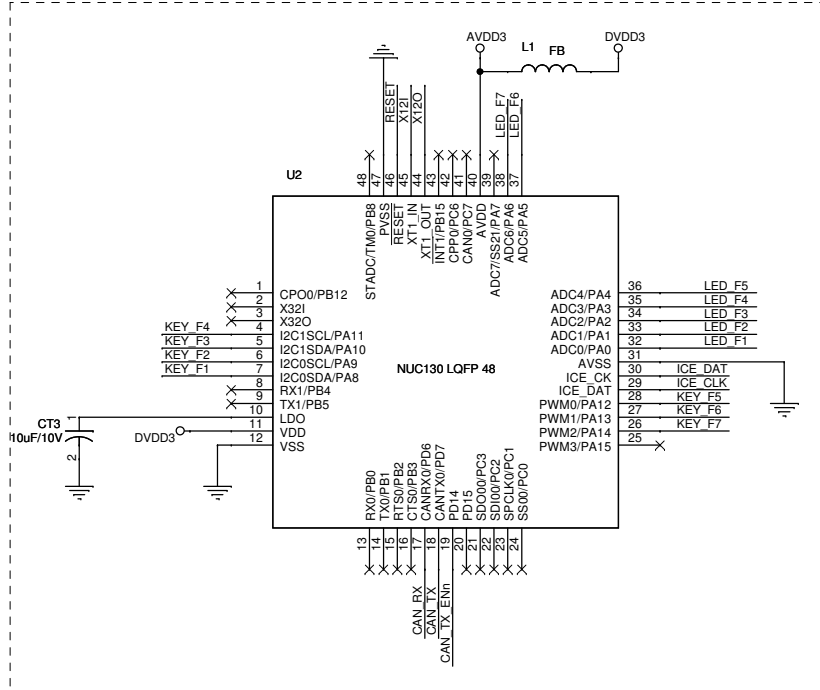 AVDD3
L1
FB
DVDD3
RESET
X12I
X12O
LED_F7
LED_F6
U2
48
47
46
45
44
43
42
41
40
39
38
37
STADC/TM0/PB8
PVSS
RESET
XT1_IN
XT1_OUT
INT1/PB15
CPP0/PC6
CAN0/PC7
AVDD
ADC7/SS21/PA7
ADC6/PA6
ADC5/PA5
1 CPO0/PB12
2 X32I
3 X32O
KEY_F4 4 I2C1SCL/PA11
KEY_F3 5 I2C1SDA/PA10
KEY_F2 6 I2C0SCL/PA9
KEY_F1 7 I2C0SDA/PA8
8 RX1/PB4
9 TX1/PB5
10 LDO
DVDD3 11 VDD
12 VSS
CT3
10uF/10V
1
2
NUC130 LQFP 48
ADC4/PA4 36 LED_F5
ADC3/PA3 35 LED_F4
ADC2/PA2 34 LED_F3
ADC1/PA1 33 LED_F2
ADC0/PA0 32 LED_F1
AVSS 31
ICE_CK 30 ICE_DAT
ICE_DAT 29 ICE_CLK
PWM0/PA12 28 KEY_F5
PWM1/PA13 27 KEY_F6
PWM2/PA14 26 KEY_F7
PWM3/PA15 25
RX0/PB0
TX0/PB1
RTS0/PB2
CTS0/PB3
CANRX0/PD6
CANTX0/PD7
PD14
PD15
SDO00/PC3
SDI00/PC2
SPCLK0/PC1
SS00/PC0
13
14
15
16
17
18
19
20
21
22
23
24
CAN_RX
CAN_TX
CAN_TX_ENn